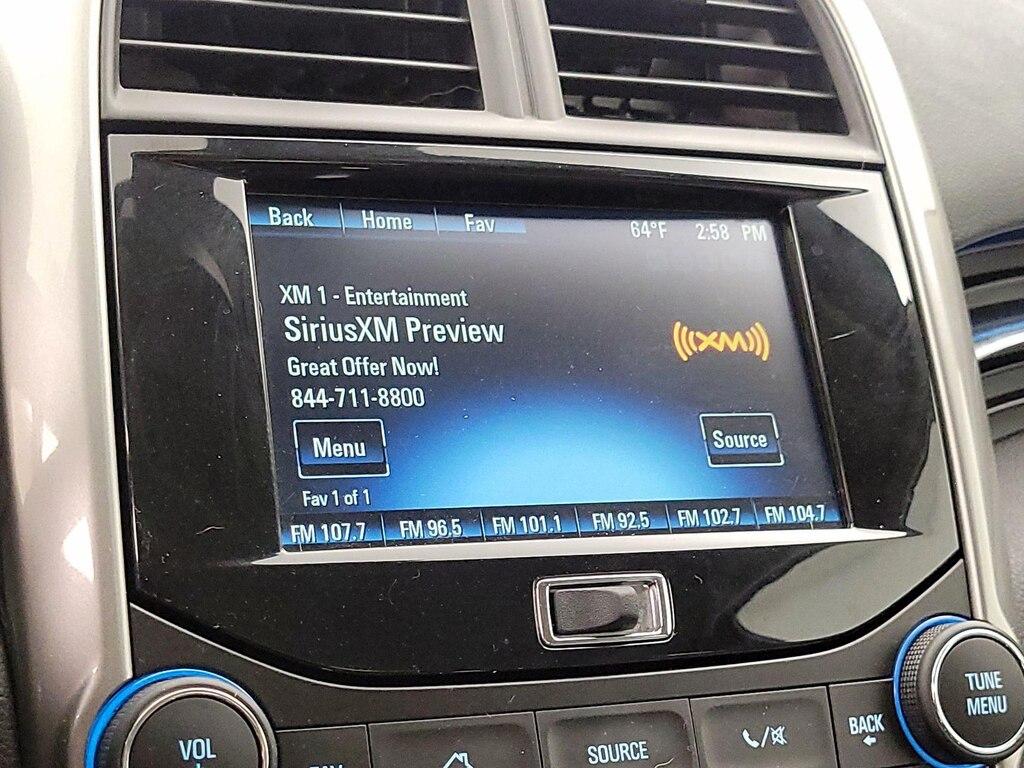 Back Home Fav 64°F 2:58 PM
XM 1 - Entertainment
SiriusXM Preview
((XM))
Great Offer Now!
844-711-8800
Menu
Source
Fav 1 of 1
FM 107.7 FM 96.5 FM 101.1 FM 92.5 FM 102.7 FM 104.7
VOL
FAV
SOURCE
BACK
TUNE
MENU